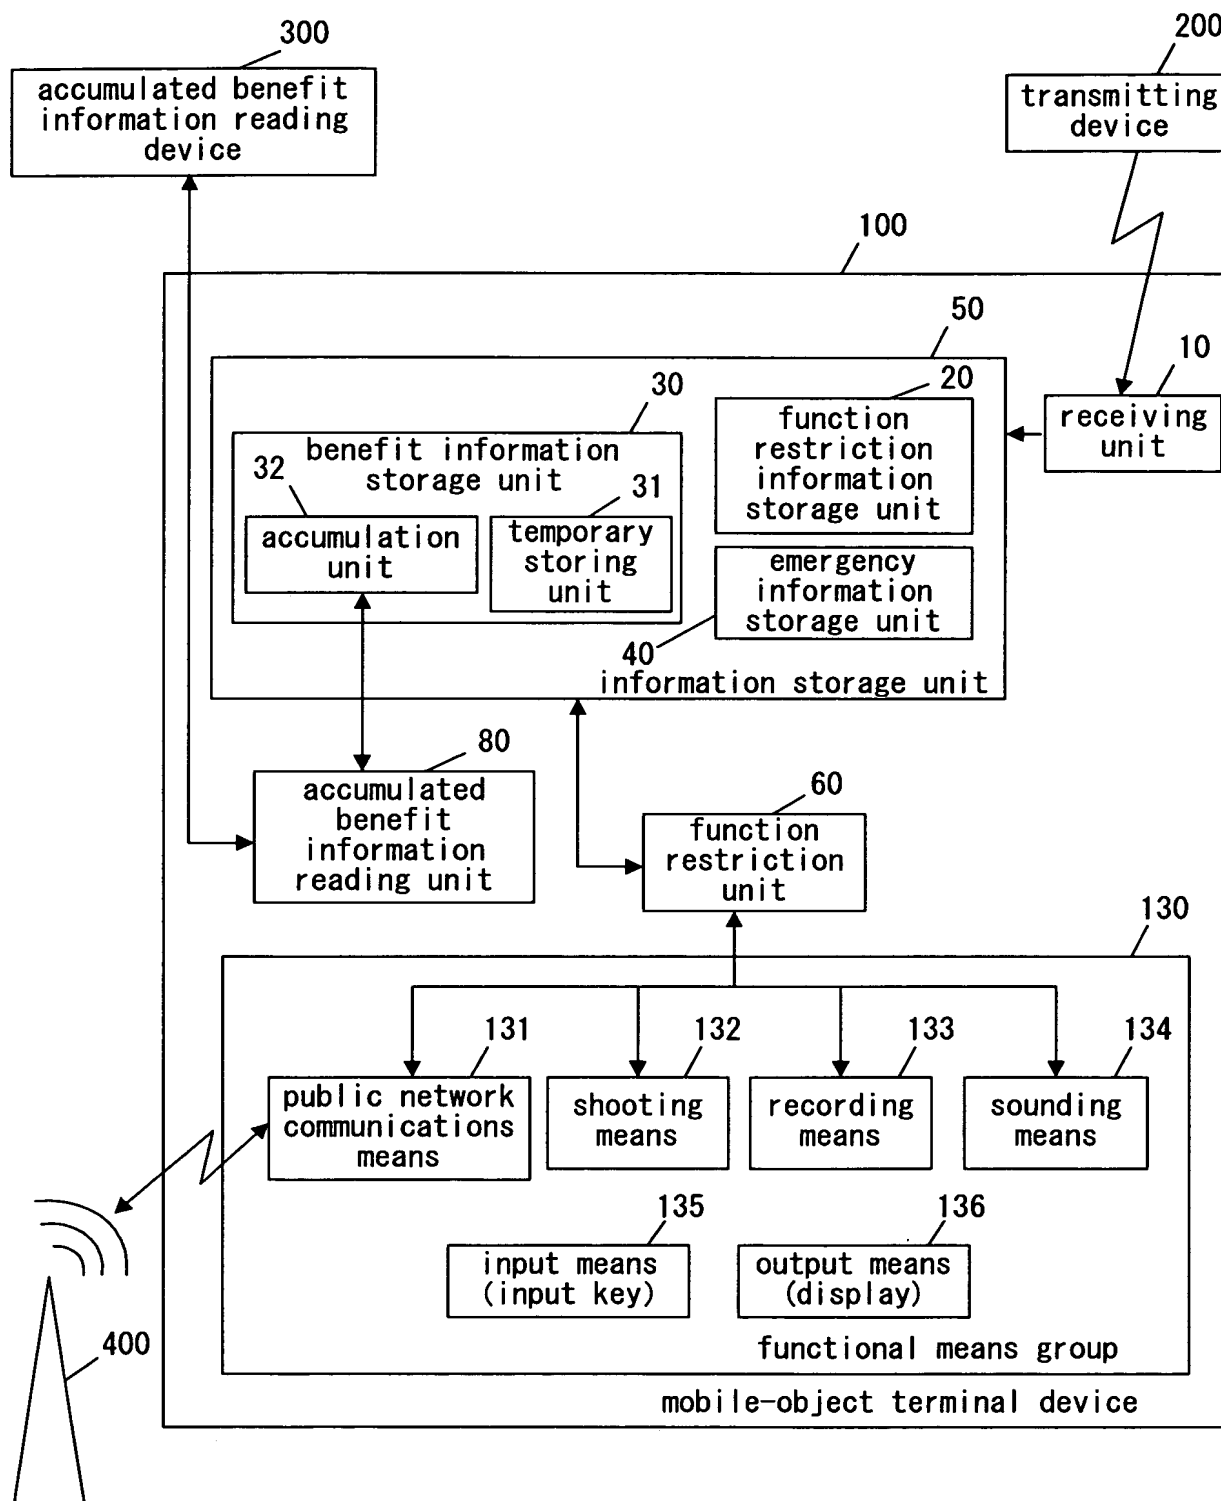 300
200
accumulated benefit
information reading
device
transmitting
device
100
50
10
20
30
function
restriction
information
storage unit
receiving
unit
benefit information
storage unit
32
31
accumulation
unit
temporary
storing
unit
emergency
information
storage unit
40
information storage unit
80
60
accumulated
benefit
information
reading unit
function
restriction
unit
130
131
132
133
134
public network
communications
means
shooting
means
recording
means
sounding
means
135
136
input means
(input key)
output means
(display)
400
functional means group
mobile-object terminal device